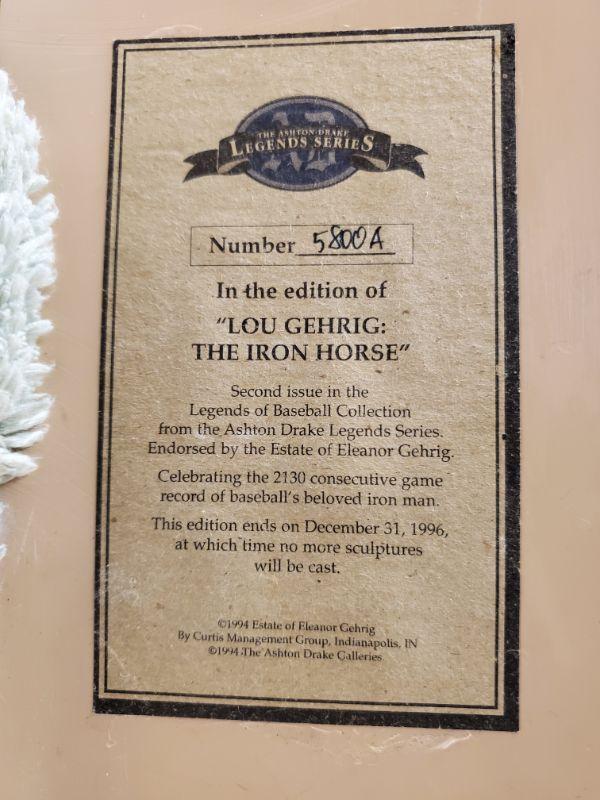 THE ASHTON-DRAKE
LEGENDS SERIES
Number 5800A
In the edition of
"LOU GEHRIG:
THE IRON HORSE"
Second issue in the
Legends of Baseball Collection
from the Ashton Drake Legends Series.
Endorsed by the Estate of Eleanor Gehrig.
Celebrating the 2130 consecutive game
record of baseball's beloved iron man.
This edition ends on December 31, 1996,
at which time no more sculptures
will be cast.
©1994 Estate of Eleanor Gehrig
By Curtis Management Group, Indianapolis, IN
©1994 The Ashton Drake Galleries